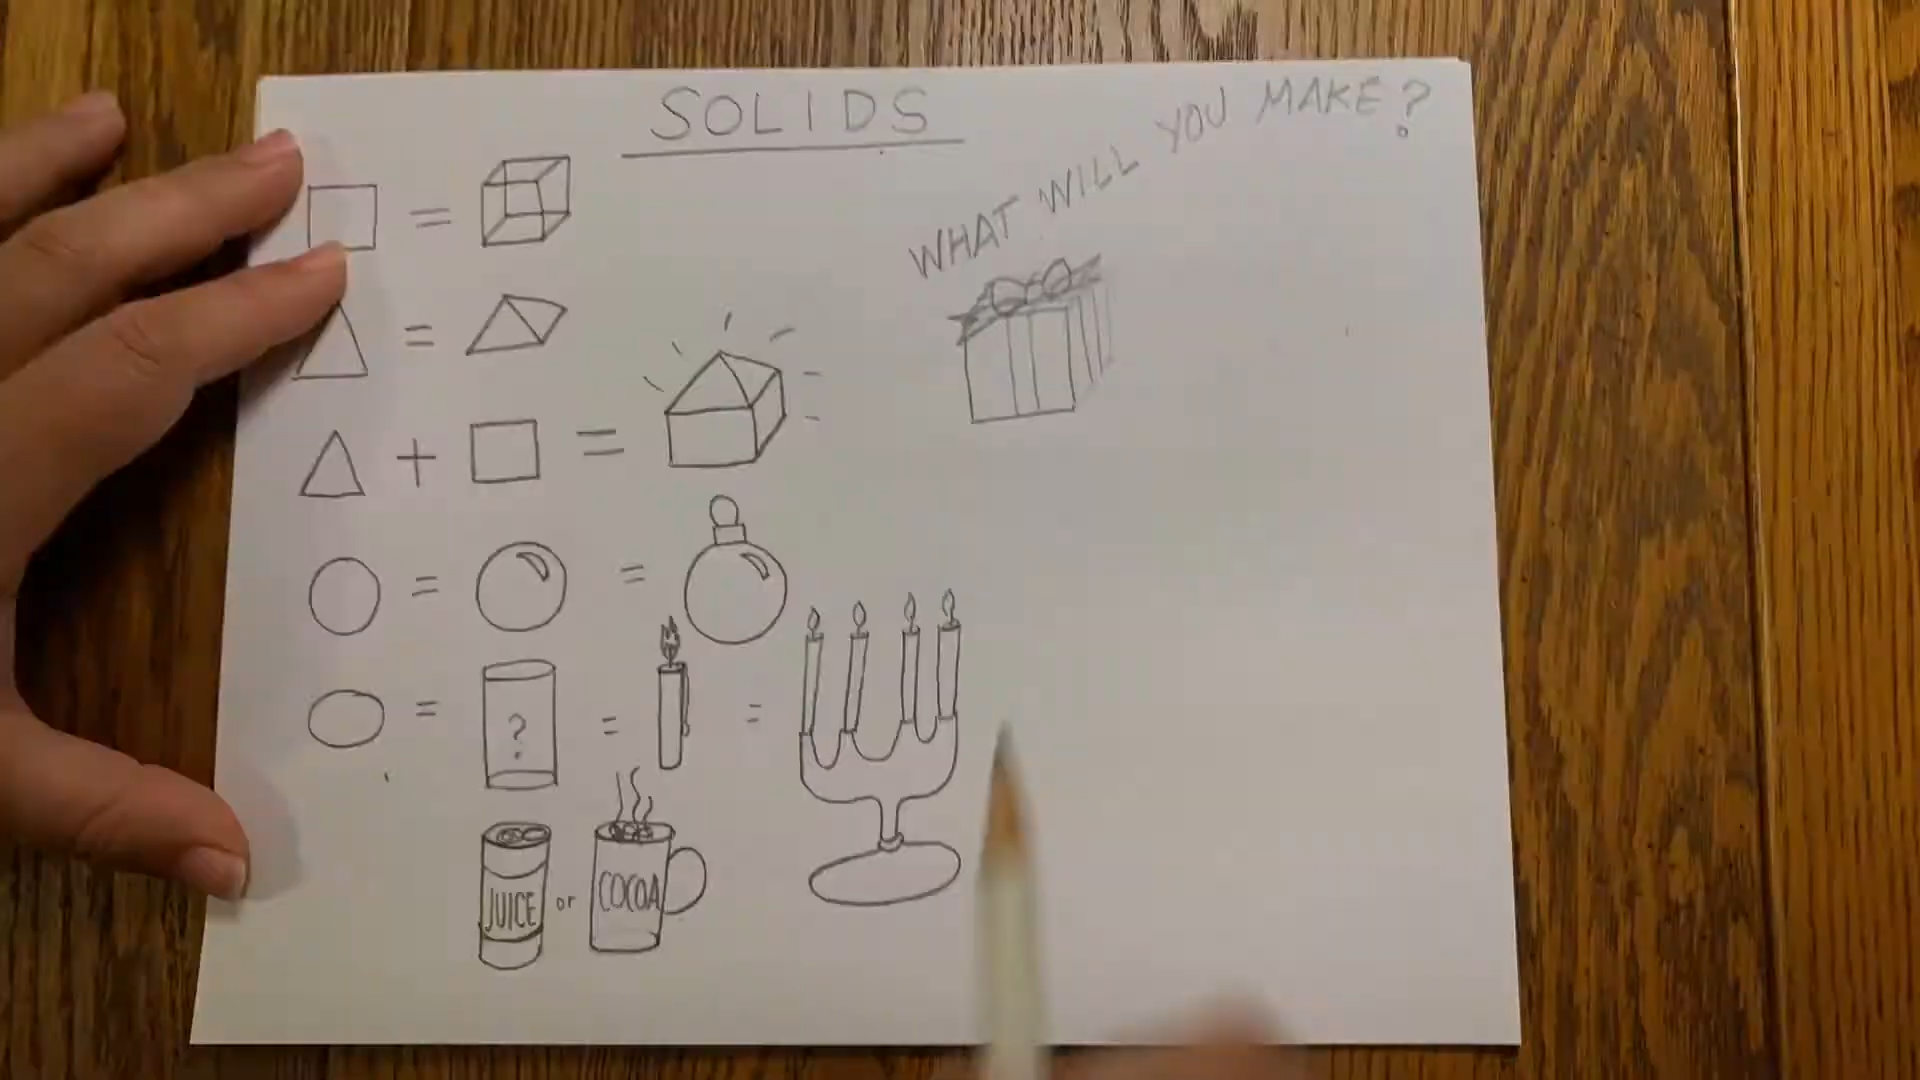 SOLIDS
WHAT WILL YOU MAKE?
=
=
+ =
= =
= ? = =
JUICE or COCOA